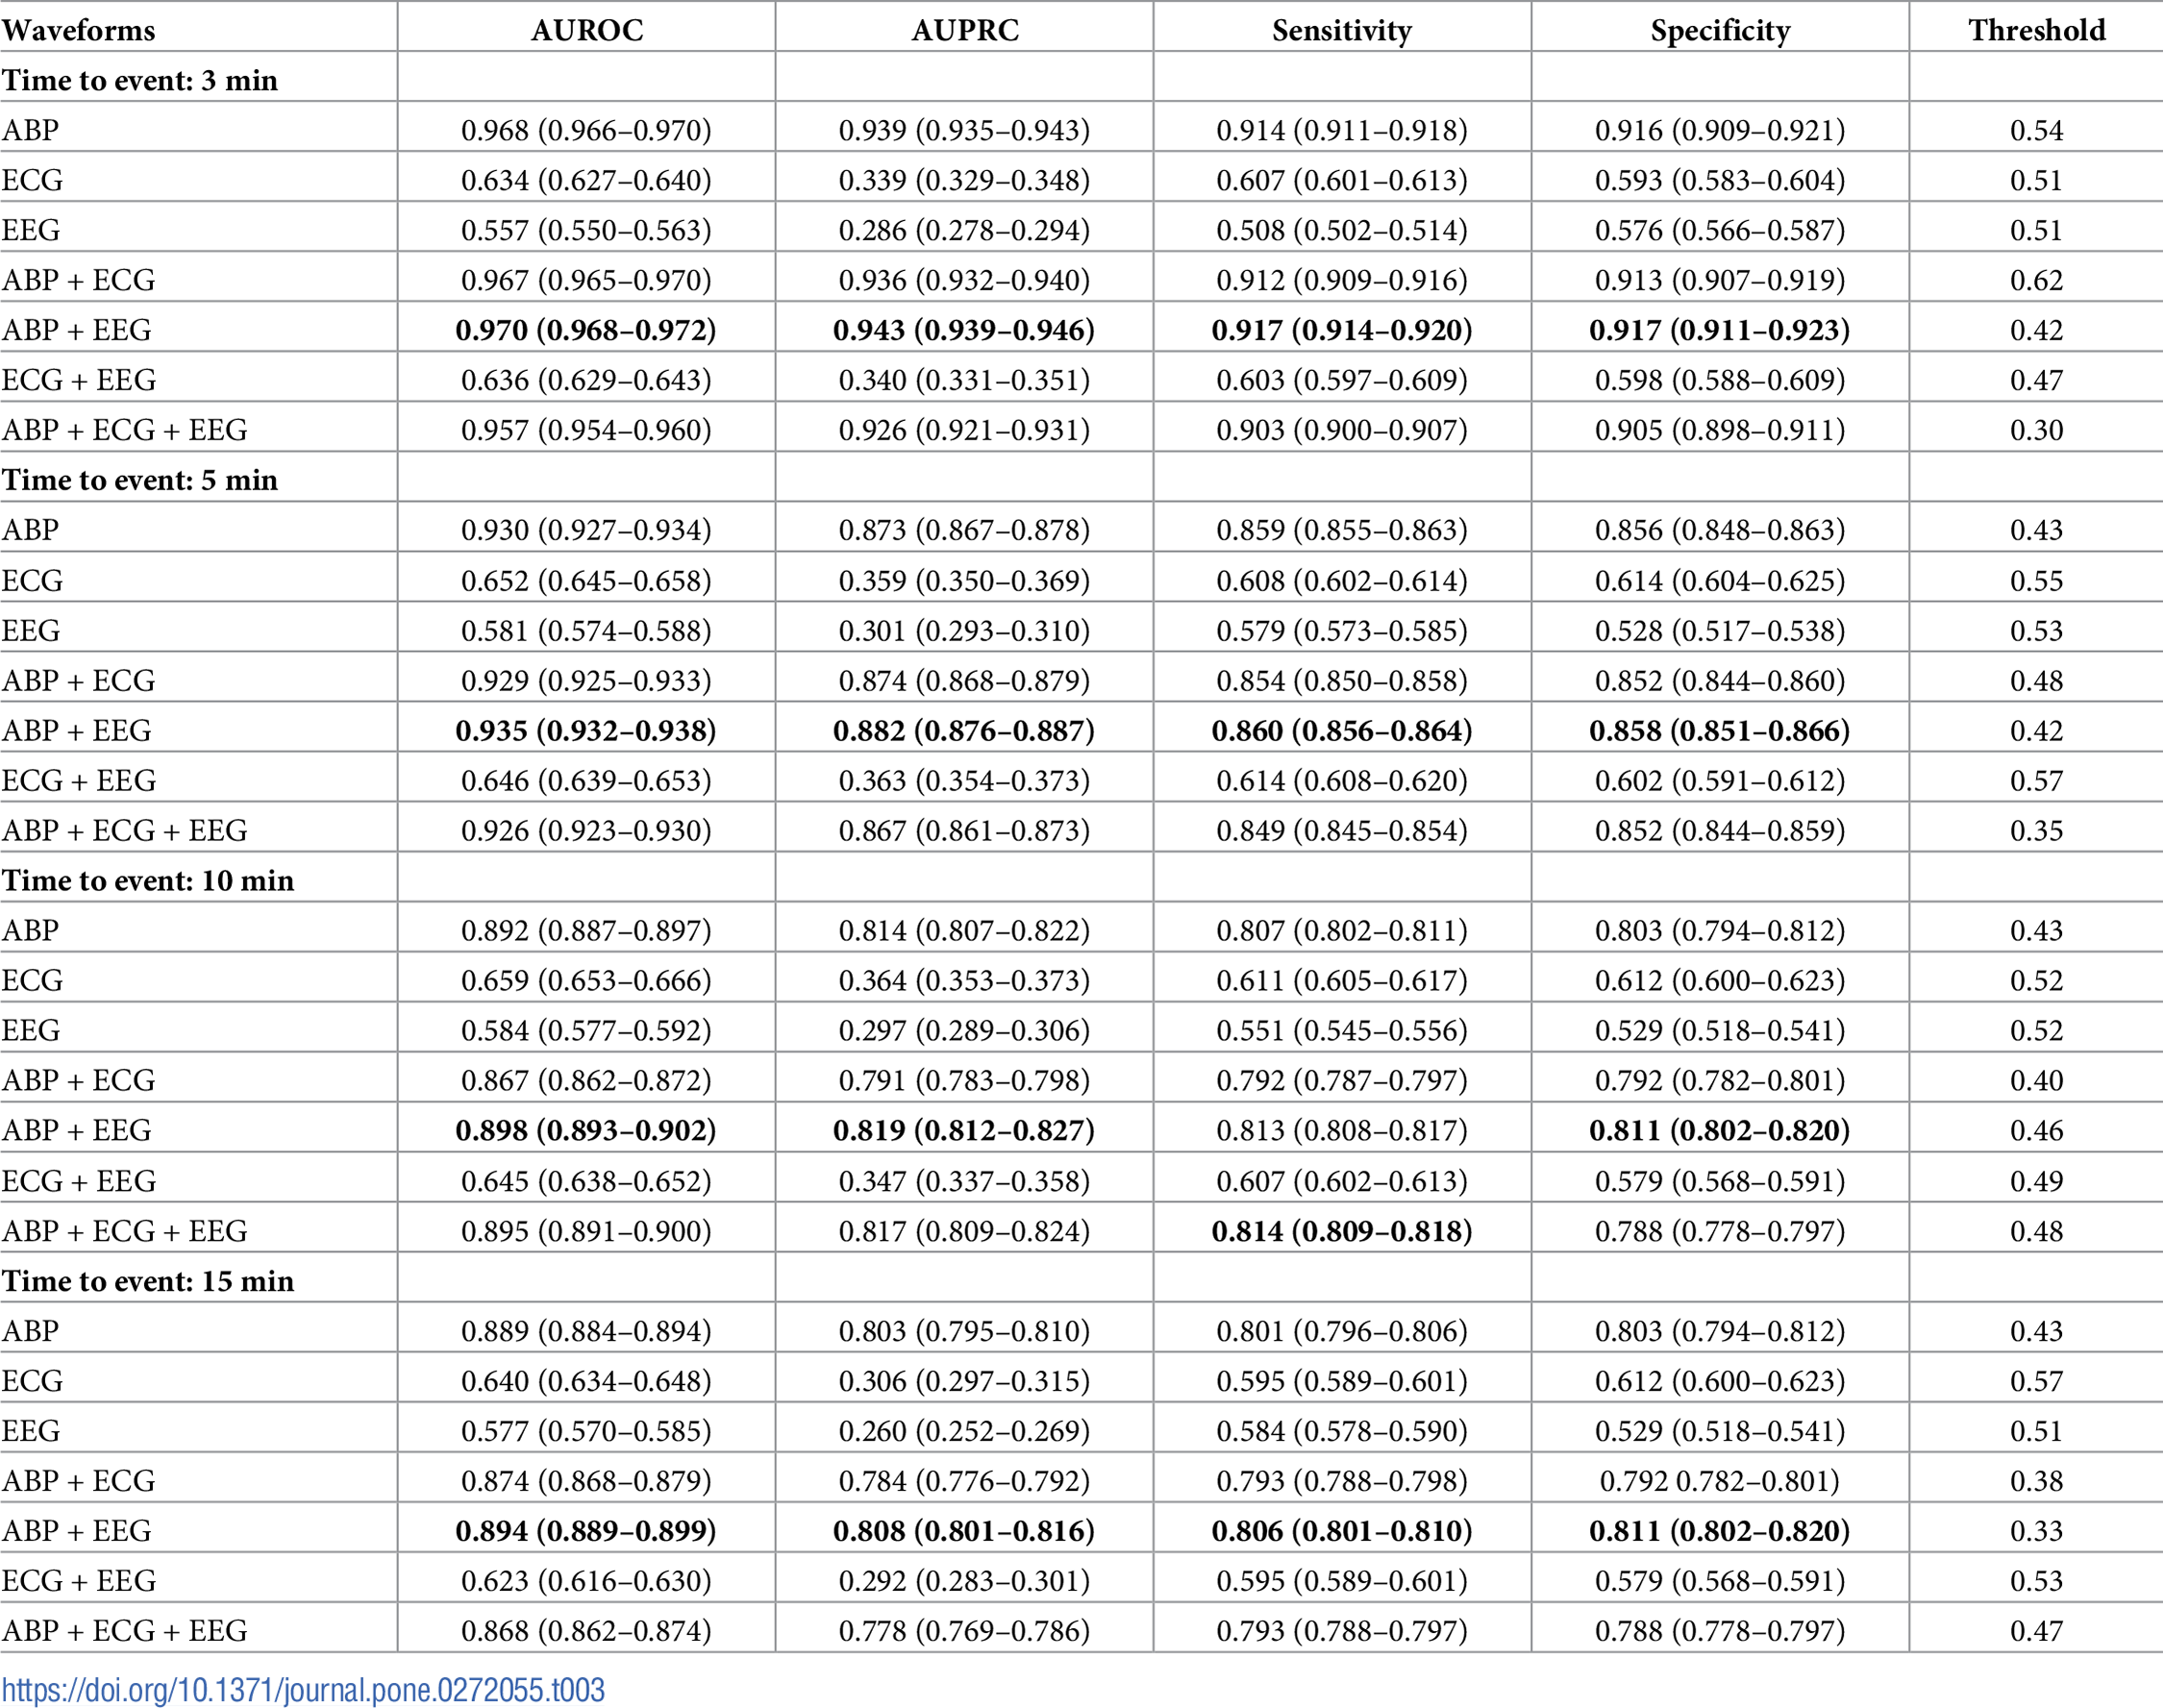 Waveforms AUROC AUPRC Sensitivity Specificity Threshold
Time to event: 3 min
ABP 0.968 (0.966–0.970) 0.939 (0.935–0.943) 0.914 (0.911–0.918) 0.916 (0.909–0.921) 0.54
ECG 0.634 (0.627–0.640) 0.339 (0.329–0.348) 0.607 (0.601–0.613) 0.593 (0.583–0.604) 0.51
EEG 0.557 (0.550–0.563) 0.286 (0.278–0.294) 0.508 (0.502–0.514) 0.576 (0.566–0.587) 0.51
ABP + ECG 0.967 (0.965–0.970) 0.936 (0.932–0.940) 0.912 (0.909–0.916) 0.913 (0.907–0.919) 0.62
ABP + EEG 0.970 (0.968–0.972) 0.943 (0.939–0.946) 0.917 (0.914–0.920) 0.917 (0.911–0.923) 0.42
ECG + EEG 0.636 (0.629–0.643) 0.340 (0.331–0.351) 0.603 (0.597–0.609) 0.598 (0.588–0.609) 0.47
ABP + ECG + EEG 0.957 (0.954–0.960) 0.926 (0.921–0.931) 0.903 (0.900–0.907) 0.905 (0.898–0.911) 0.30
Time to event: 5 min
ABP 0.930 (0.927–0.934) 0.873 (0.867–0.878) 0.859 (0.855–0.863) 0.856 (0.848–0.863) 0.43
ECG 0.652 (0.645–0.658) 0.359 (0.350–0.369) 0.608 (0.602–0.614) 0.614 (0.604–0.625) 0.55
EEG 0.581 (0.574–0.588) 0.301 (0.293–0.310) 0.579 (0.573–0.585) 0.528 (0.517–0.538) 0.53
ABP + ECG 0.929 (0.925–0.933) 0.874 (0.868–0.879) 0.854 (0.850–0.858) 0.852 (0.844–0.860) 0.48
ABP + EEG 0.935 (0.932–0.938) 0.882 (0.876–0.887) 0.860 (0.856–0.864) 0.858 (0.851–0.866) 0.42
ECG + EEG 0.646 (0.639–0.653) 0.363 (0.354–0.373) 0.614 (0.608–0.620) 0.602 (0.591–0.612) 0.57
ABP + ECG + EEG 0.926 (0.923–0.930) 0.867 (0.861–0.873) 0.849 (0.845–0.854) 0.852 (0.844–0.859) 0.35
Time to event: 10 min
ABP 0.892 (0.887–0.897) 0.814 (0.807–0.822) 0.807 (0.802–0.811) 0.803 (0.794–0.812) 0.43
ECG 0.659 (0.653–0.666) 0.364 (0.353–0.373) 0.611 (0.605–0.617) 0.612 (0.600–0.623) 0.52
EEG 0.584 (0.577–0.592) 0.297 (0.289–0.306) 0.551 (0.545–0.556) 0.529 (0.518–0.541) 0.52
ABP + ECG 0.867 (0.862–0.872) 0.791 (0.783–0.798) 0.792 (0.787–0.797) 0.792 (0.782–0.801) 0.40
ABP + EEG 0.898 (0.893–0.902) 0.819 (0.812–0.827) 0.813 (0.808–0.817) 0.811 (0.802–0.820) 0.46
ECG + EEG 0.645 (0.638–0.652) 0.347 (0.337–0.358) 0.607 (0.602–0.613) 0.579 (0.568–0.591) 0.49
ABP + ECG + EEG 0.895 (0.891–0.900) 0.817 (0.809–0.824) 0.814 (0.809–0.818) 0.788 (0.778–0.797) 0.48
Time to event: 15 min
ABP 0.889 (0.884–0.894) 0.803 (0.795–0.810) 0.801 (0.796–0.806) 0.803 (0.794–0.812) 0.43
ECG 0.640 (0.634–0.648) 0.306 (0.297–0.315) 0.595 (0.589–0.601) 0.612 (0.600–0.623) 0.57
EEG 0.577 (0.570–0.585) 0.260 (0.252–0.269) 0.584 (0.578–0.590) 0.529 (0.518–0.541) 0.51
ABP + ECG 0.874 (0.868–0.879) 0.784 (0.776–0.792) 0.793 (0.788–0.798) 0.792 0.782–0.801) 0.38
ABP + EEG 0.894 (0.889–0.899) 0.808 (0.801–0.816) 0.806 (0.801–0.810) 0.811 (0.802–0.820) 0.33
ECG + EEG 0.623 (0.616–0.630) 0.292 (0.283–0.301) 0.595 (0.589–0.601) 0.579 (0.568–0.591) 0.53
ABP + ECG + EEG 0.868 (0.862–0.874) 0.778 (0.769–0.786) 0.793 (0.788–0.797) 0.788 (0.778–0.797) 0.47
https://doi.org/10.1371/journal.pone.0272055.t003